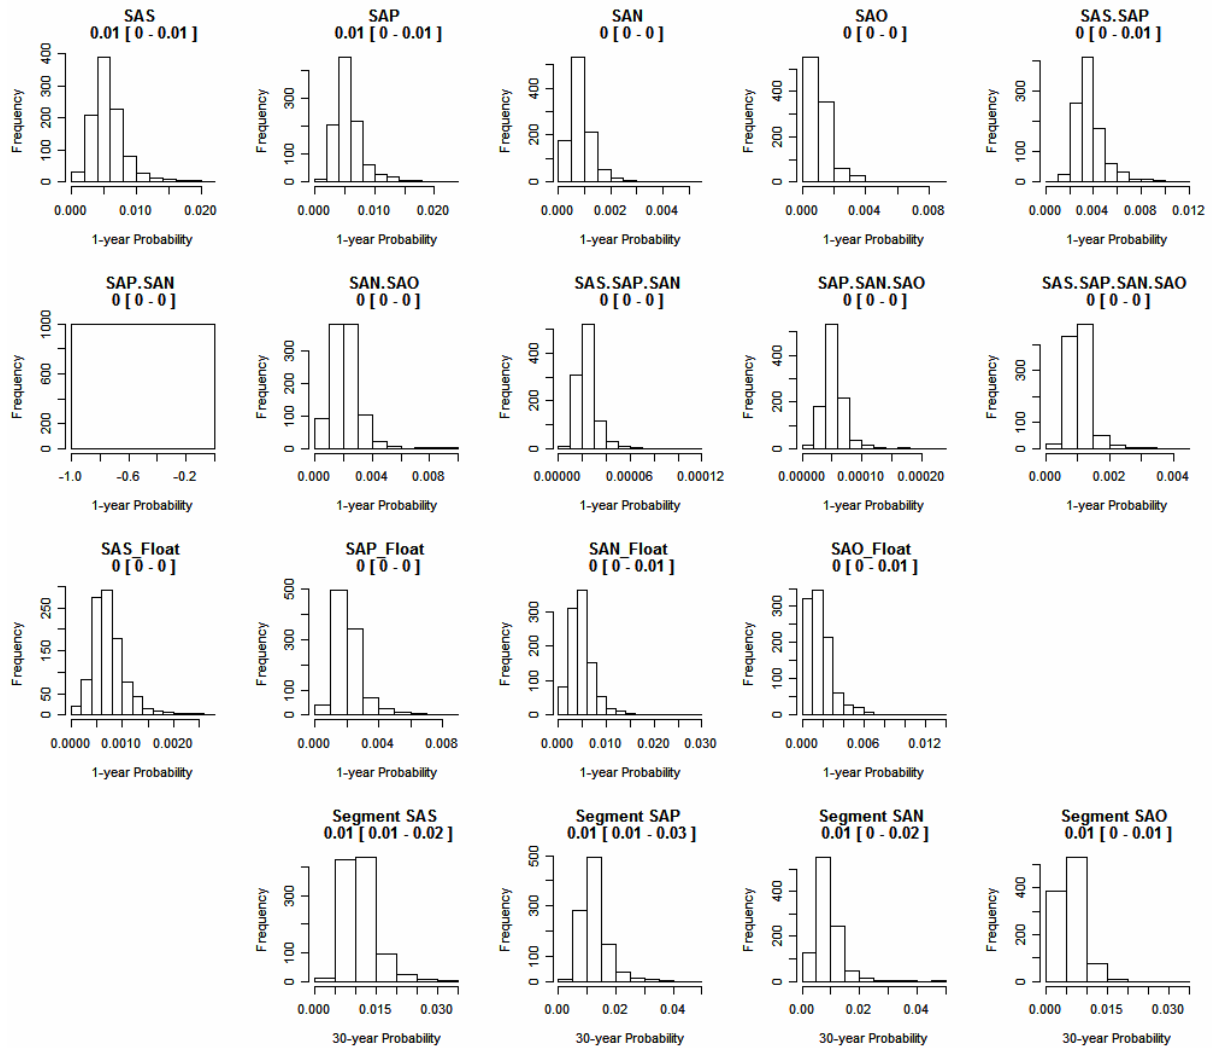 SAS
0.01 [ 0 - 0.01 ]
Frequency
0 100 200 300 400
0.000 0.010 0.020
1-year Probability
SAP
0.01 [ 0 - 0.01 ]
Frequency
0 100 300
0.000 0.010 0.020
1-year Probability
SAN
0 [ 0 - 0 ]
Frequency
0 200 400
0.000 0.002 0.004
1-year Probability
SAO
0 [ 0 - 0 ]
Frequency
0 200 400
0.000 0.004 0.008
1-year Probability
SAS.SAP
0 [ 0 - 0.01 ]
Frequency
0 100 300
0.000 0.004 0.008 0.012
1-year Probability
SAP.SAN
0 [ 0 - 0 ]
Frequency
0 200 600 1000
-1.0 -0.6 -0.2
1-year Probability
SAN.SAO
0 [ 0 - 0 ]
Frequency
0 100 200 300
0.000 0.004 0.008
1-year Probability
SAS.SAP.SAN
0 [ 0 - 0 ]
Frequency
0 200 400
0.00000 0.00006 0.00012
1-year Probability
SAP.SAN.SAO
0 [ 0 - 0 ]
Frequency
0 200 400
0.00000 0.00010 0.00020
1-year Probability
SAS.SAP.SAN.SAO
0 [ 0 - 0 ]
Frequency
0 100 300
0.000 0.002 0.004
1-year Probability
SAS_Float
0 [ 0 - 0 ]
Frequency
0 50 150 250
0.0000 0.0010 0.0020
1-year Probability
SAP_Float
0 [ 0 - 0 ]
Frequency
0 100 300 500
0.000 0.004 0.008
1-year Probability
SAN_Float
0 [ 0 - 0.01 ]
Frequency
0 100 200 300
0.000 0.010 0.020 0.030
1-year Probability
SAO_Float
0 [ 0 - 0.01 ]
Frequency
0 100 200 300
0.000 0.006 0.012
1-year Probability
Segment SAS
0.01 [ 0.01 - 0.02 ]
Frequency
0 100 300
0.000 0.015 0.030
30-year Probability
Segment SAP
0.01 [ 0.01 - 0.03 ]
Frequency
0 100 300 500
0.00 0.02 0.04
30-year Probability
Segment SAN
0.01 [ 0 - 0.02 ]
Frequency
0 200 400
0.00 0.02 0.04
30-year Probability
Segment SAO
0.01 [ 0 - 0.01 ]
Frequency
0 200 400
0.000 0.015 0.030
30-year Probability